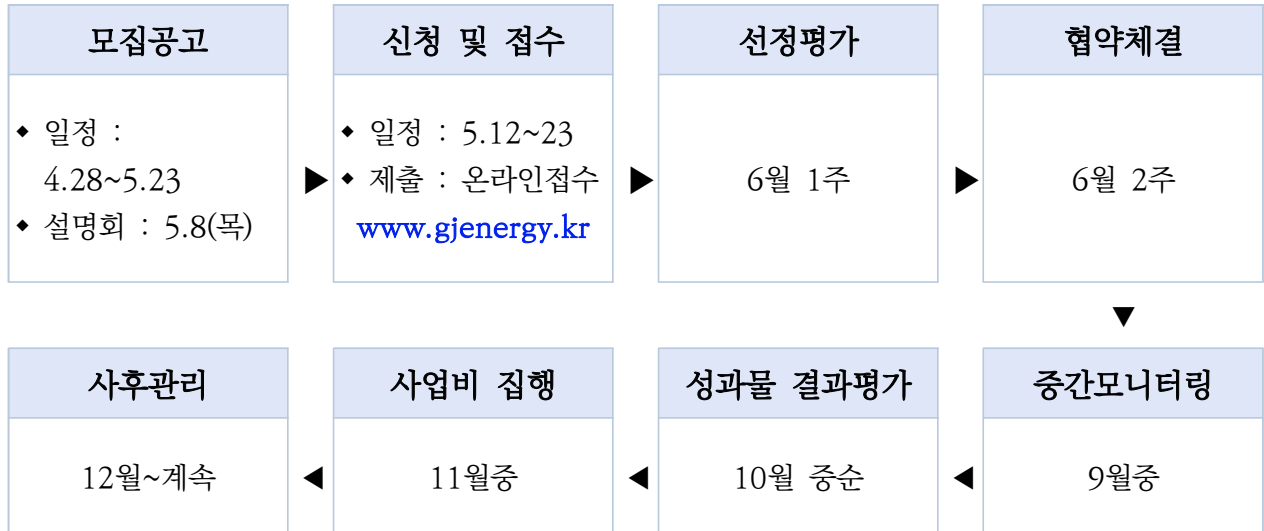 모집공고
◆ 일정 :
4.28~5.23
◆ 설명회 : 5.8(목)
▶
신청 및 접수
◆ 일정 : 5.12~23
◆ 제출 : 온라인접수
www.gjenergy.kr
▶
선정평가
6월 1주
▶
협약체결
6월 2주
▼
중간모니터링
9월중
◀
성과물 결과평가
10월 중순
◀
사업비 집행
11월중
◀
사후관리
12월~계속